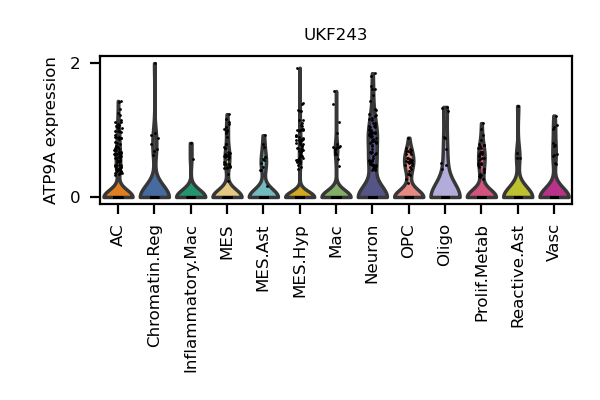 UKF243
ATP9A expression
2
0
AC
Chromatin.Reg
Inflammatory.Mac
MES
MES.Ast
MES.Hyp
Mac
Neuron
OPC
Oligo
Prolif.Metab
Reactive.Ast
Vasc